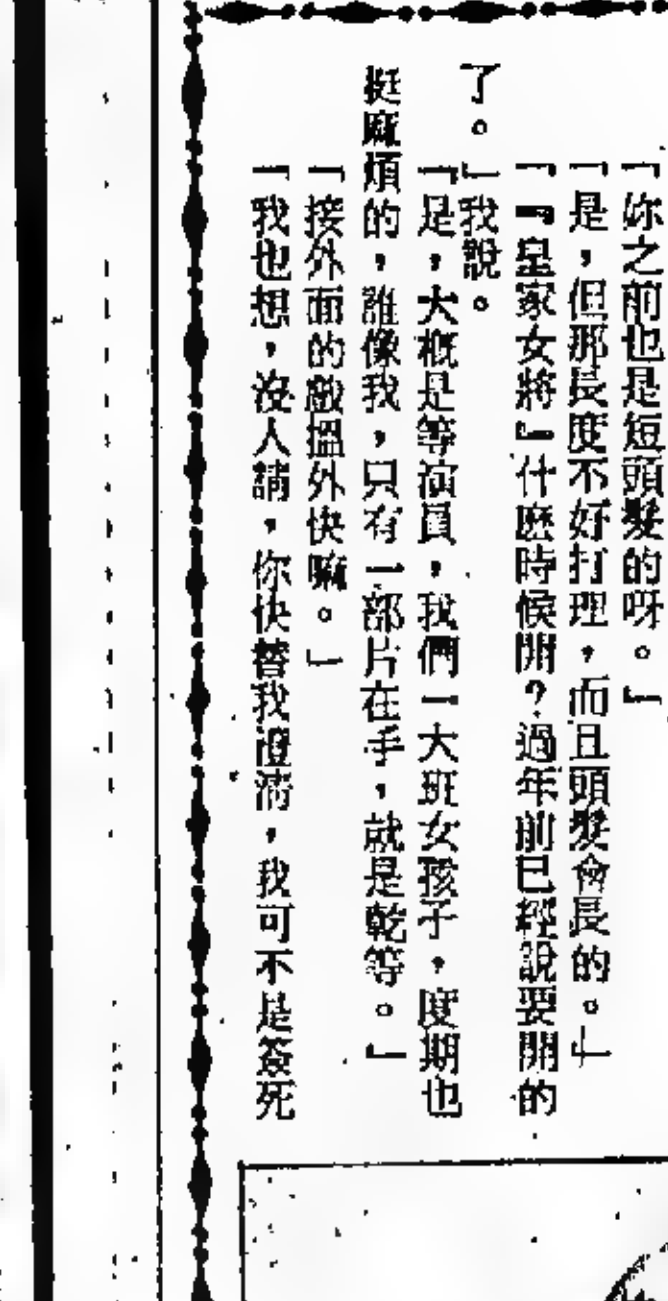 「妳之前也是短頭髮的呀。」
「是，但那長度不好打理，而且頭髮會長的。」
「『皇家女將』什麽時候開？過年前已經說要開的
了。」我說。
「是，大概是等演員，我們一大班女孩子，度期也
挺麻煩的，誰像我，只有一部片在手，就是乾等。」
「接外面的戲搵外快嘛。」
「我也想，沒人請，你快替我澄清，我可不是簽死